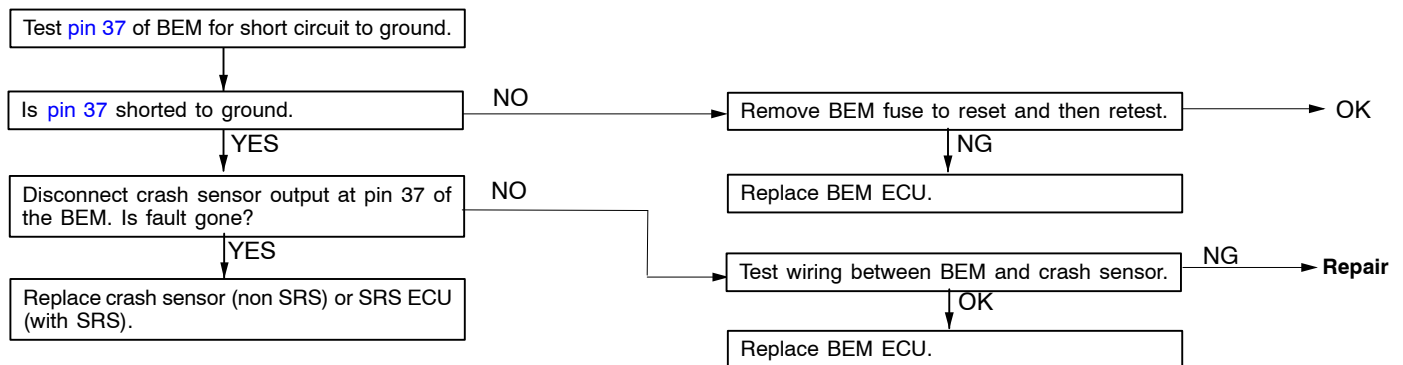 Test pin 37 of BEM for short circuit to ground.
Is pin 37 shorted to ground.
NO
Remove BEM fuse to reset and then retest.
OK
YES
NG
Disconnect crash sensor output at pin 37 of
the BEM. Is fault gone?
NO
Replace BEM ECU.
YES
Test wiring between BEM and crash sensor.
NG
Repair
Replace crash sensor (non SRS) or SRS ECU
(with SRS).
OK
Replace BEM ECU.